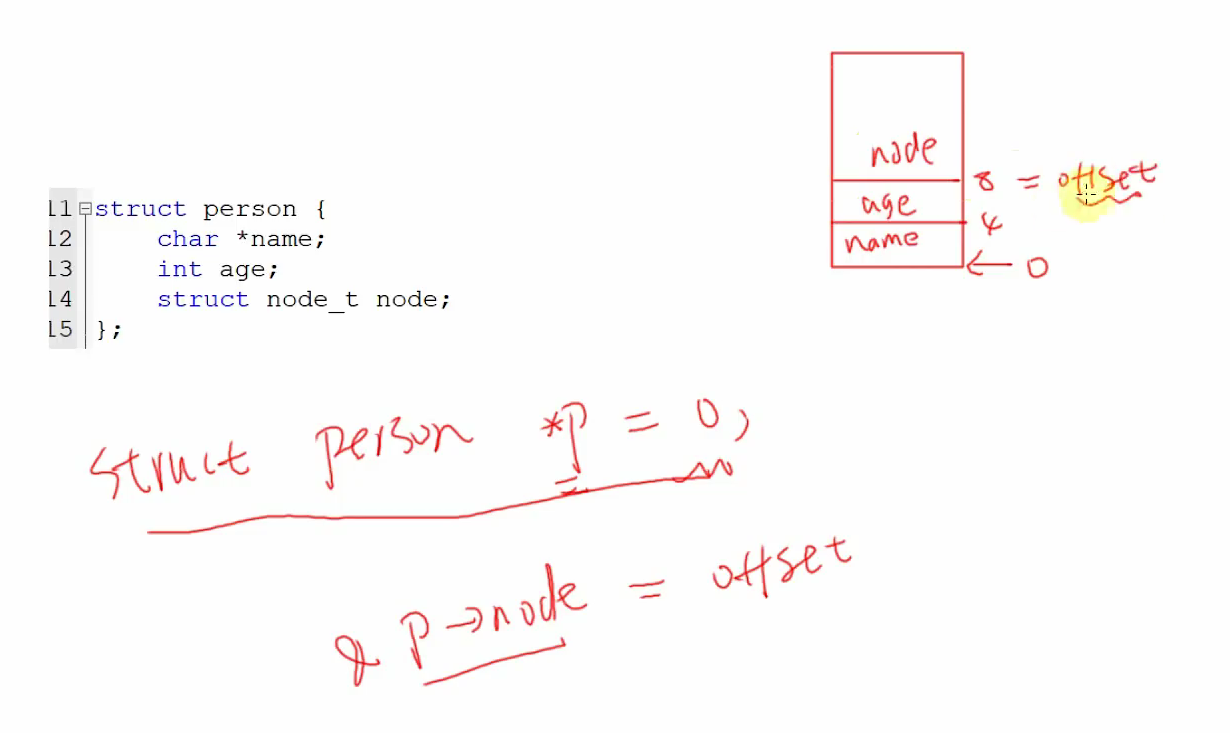 11 struct person {
12 char *name;
13 int age;
14 struct node_t node;
15 };
node
8 = offset
age
4
name
← 0
struct person *p = 0;
& p→node = offset